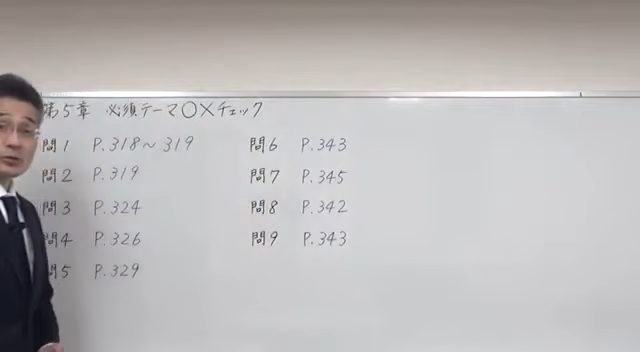 第5章 必須テーマ○×チェック
問1 P.318～319
問2 P.319
問3 P.324
問4 P.326
問5 P.329
問6 P.343
問7 P.345
問8 P.342
問9 P.343